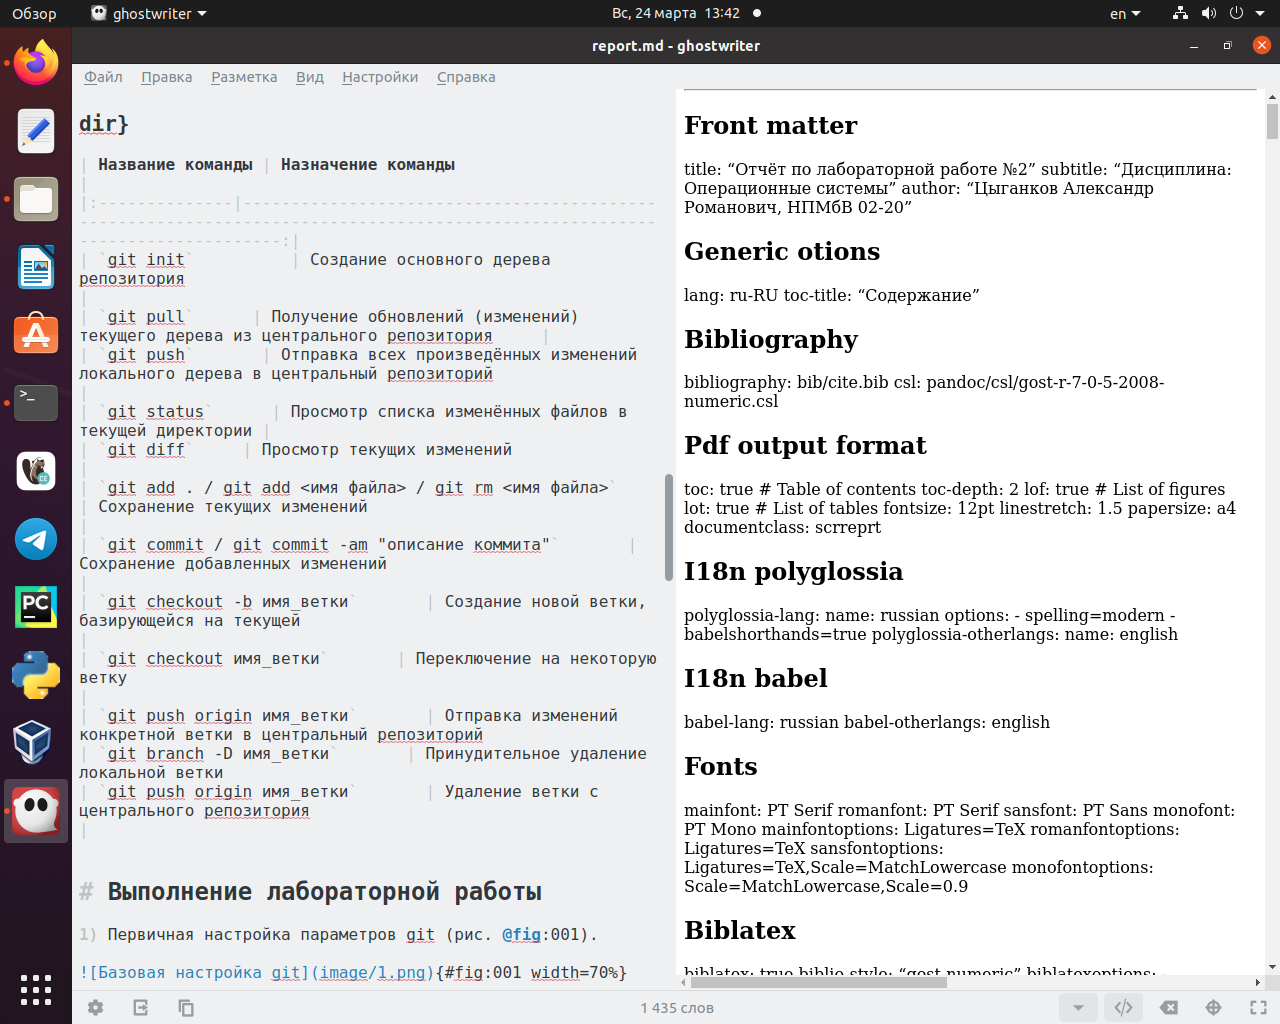 Обзор
ghostwriter
Вс, 24 марта 13:42
en
report.md - ghostwriter
Файл Правка Разметка Вид Настройки Справка
dir}
| Название команды | Назначение команды
|
|:--------------|-------------------------------------------
------------------------------------------------------------
---------------------:|
| `git init` | Создание основного дерева
репозитория
|
| `git pull` | Получение обновлений (изменений)
текущего дерева из центрального репозитория |
| `git push` | Отправка всех произведённых изменений
локального дерева в центральный репозиторий
|
| `git status` | Просмотр списка изменённых файлов в
текущей директории |
| `git diff` | Просмотр текущих изменений
|
| `git add . / git add <имя файла> / git rm <имя файла>`
| Сохранение текущих изменений
|
| `git commit / git commit -am "описание коммита"` |
Сохранение добавленных изменений
|
| `git checkout -b имя_ветки` | Создание новой ветки,
базирующейся на текущей
|
| `git checkout имя_ветки` | Переключение на некоторую
ветку
|
| `git push origin имя_ветки` | Отправка изменений
конкретной ветки в центральный репозиторий
| `git branch -D имя_ветки` | Принудительное удаление
локальной ветки
| `git push origin имя_ветки` | Удаление ветки с
центрального репозитория
|
# Выполнение лабораторной работы
1) Первичная настройка параметров git (рис. @fig:001).
![Базовая настройка git](image/1.png){#fig:001 width=70%}
Front matter
title: “Отчёт по лабораторной работе №2” subtitle: “Дисциплина:
Операционные системы” author: “Цыганков Александр
Романович, НПМбВ 02-20”
Generic otions
lang: ru-RU toc-title: “Содержание”
Bibliography
bibliography: bib/cite.bib csl: pandoc/csl/gost-r-7-0-5-2008-
numeric.csl
Pdf output format
toc: true # Table of contents toc-depth: 2 lof: true # List of figures
lot: true # List of tables fontsize: 12pt linestretch: 1.5 papersize: a4
documentclass: scrreprt
I18n polyglossia
polyglossia-lang: name: russian options: - spelling=modern -
babelshorthands=true polyglossia-otherlangs: name: english
I18n babel
babel-lang: russian babel-otherlangs: english
Fonts
mainfont: PT Serif romanfont: PT Serif sansfont: PT Sans monofont:
PT Mono mainfontoptions: Ligatures=TeX romanfontoptions:
Ligatures=TeX sansfontoptions:
Ligatures=TeX,Scale=MatchLowercase monofontoptions:
Scale=MatchLowercase,Scale=0.9
Biblatex
biblatex: true biblio-style: “gost-numeric” biblatexoptions: -
1 435 слов